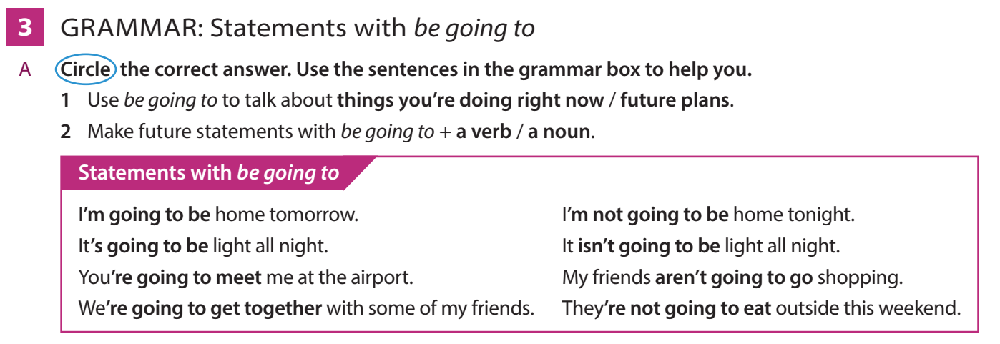 3 GRAMMAR: Statements with be going to
A Circle the correct answer. Use the sentences in the grammar box to help you.
1 Use be going to to talk about things you're doing right now / future plans.
2 Make future statements with be going to + a verb / a noun.
Statements with be going to
I'm going to be home tomorrow. I'm not going to be home tonight.
It's going to be light all night. It isn't going to be light all night.
You're going to meet me at the airport. My friends aren't going to go shopping.
We're going to get together with some of my friends. They're not going to eat outside this weekend.